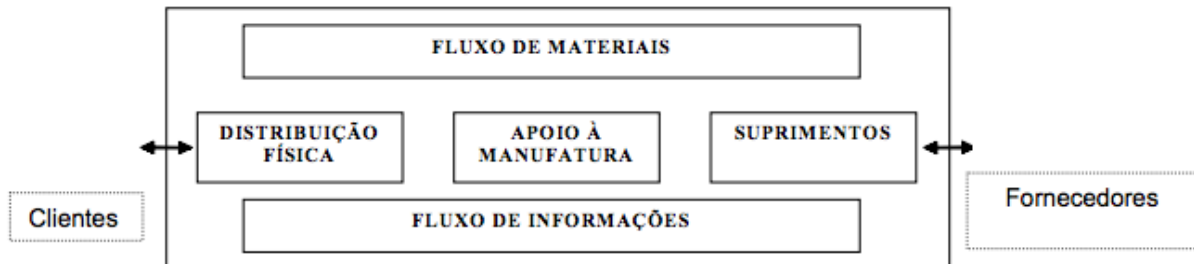 FLUXO DE MATERIAIS
DISTRIBUIÇÃO
FÍSICA
APOIO À
MANUFATURA
SUPRIMENTOS
Clientes
Fornecedores
FLUXO DE INFORMAÇÕES